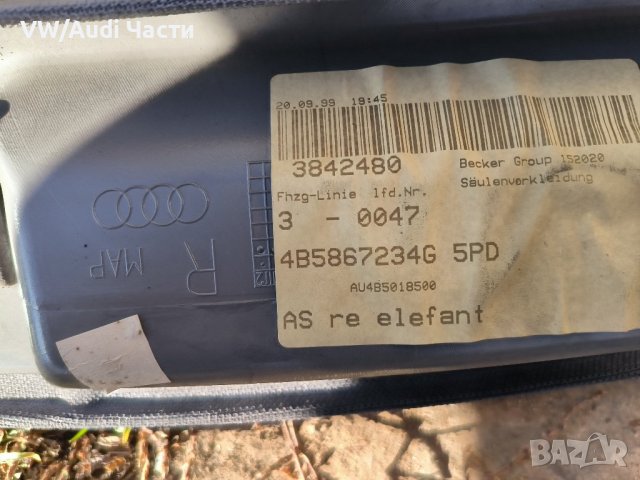 VW/Audi Части
20.09.99 19:45
3842480
Becker Group 152020
Säulenverkleidung
Fhzg-Linie lfd.Nr.
3 - 0047
4B5867234G 5PD
AU4B5018500
AS re elefant
R
MAP
BAZAR